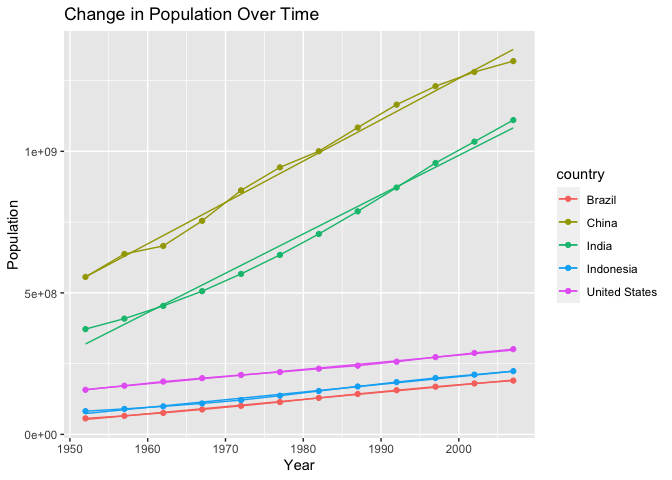 Change in Population Over Time
Population
1e+09
5e+08
0e+00
1950 1960 1970 1980 1990 2000
Year
country
Brazil
China
India
Indonesia
United States